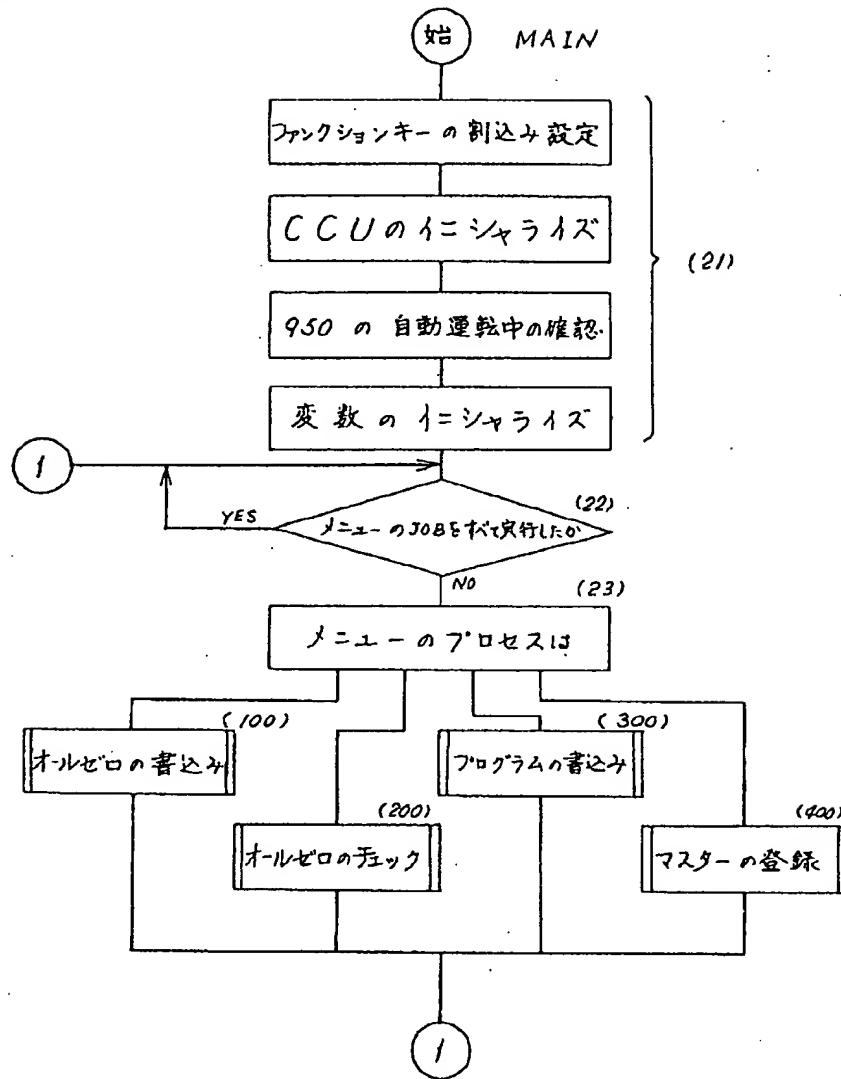 始 MAIN
ファンクションキーの割込み設定
CCUのイニシャライズ
(21)
950の自動運転中の確認
変数のイニシャライズ
1
(22)
YES
メニューのJOBをすべて実行したか
NO
(23)
メニューのプロセスは
(100)
(300)
オールゼロの書込み
プログラムの書込み
(200)
(400)
オールゼロのチェック
マスターの登録
1